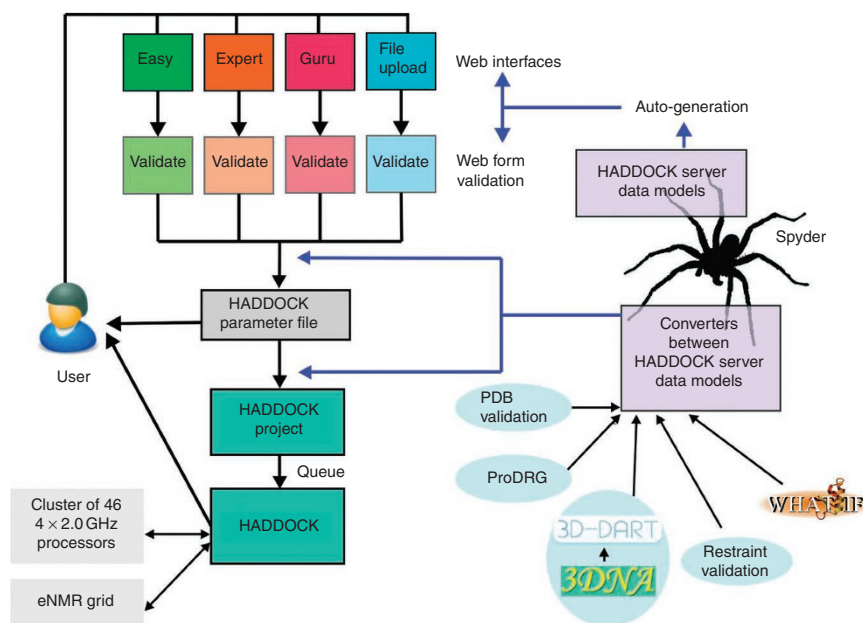 Easy
Expert
Guru
File
upload
Web interfaces
Auto-generation
Validate
Validate
Validate
Validate
Web form
validation
HADDOCK server
data models
Spyder
HADDOCK
parameter file
User
Converters
between
HADDOCK server
data models
HADDOCK
project
PDB
validation
Queue
ProDRG
WHAT IF
Cluster of 46
4 × 2.0 GHz
processors
HADDOCK
3D-DART
Restraint
validation
3DNA
eNMR grid